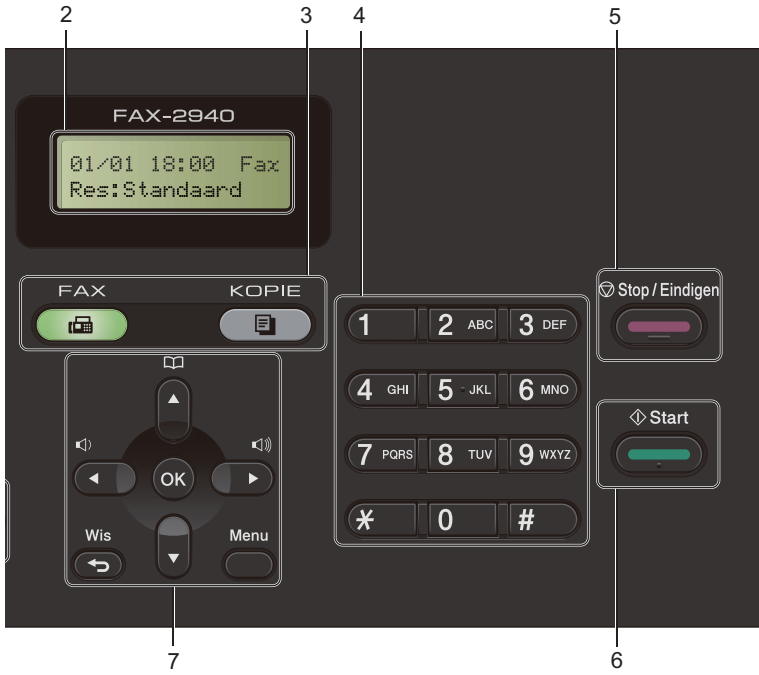 2 3 4 5
FAX-2940
01/01 18:00 Fax
Res:Standaard
FAX KOPIE
Stop / Eindigen
1 2 ABC 3 DEF
4 GHI 5 JKL 6 MNO
Start
7 PQRS 8 TUV 9 WXYZ
OK
* 0 #
Wis Menu
7 6